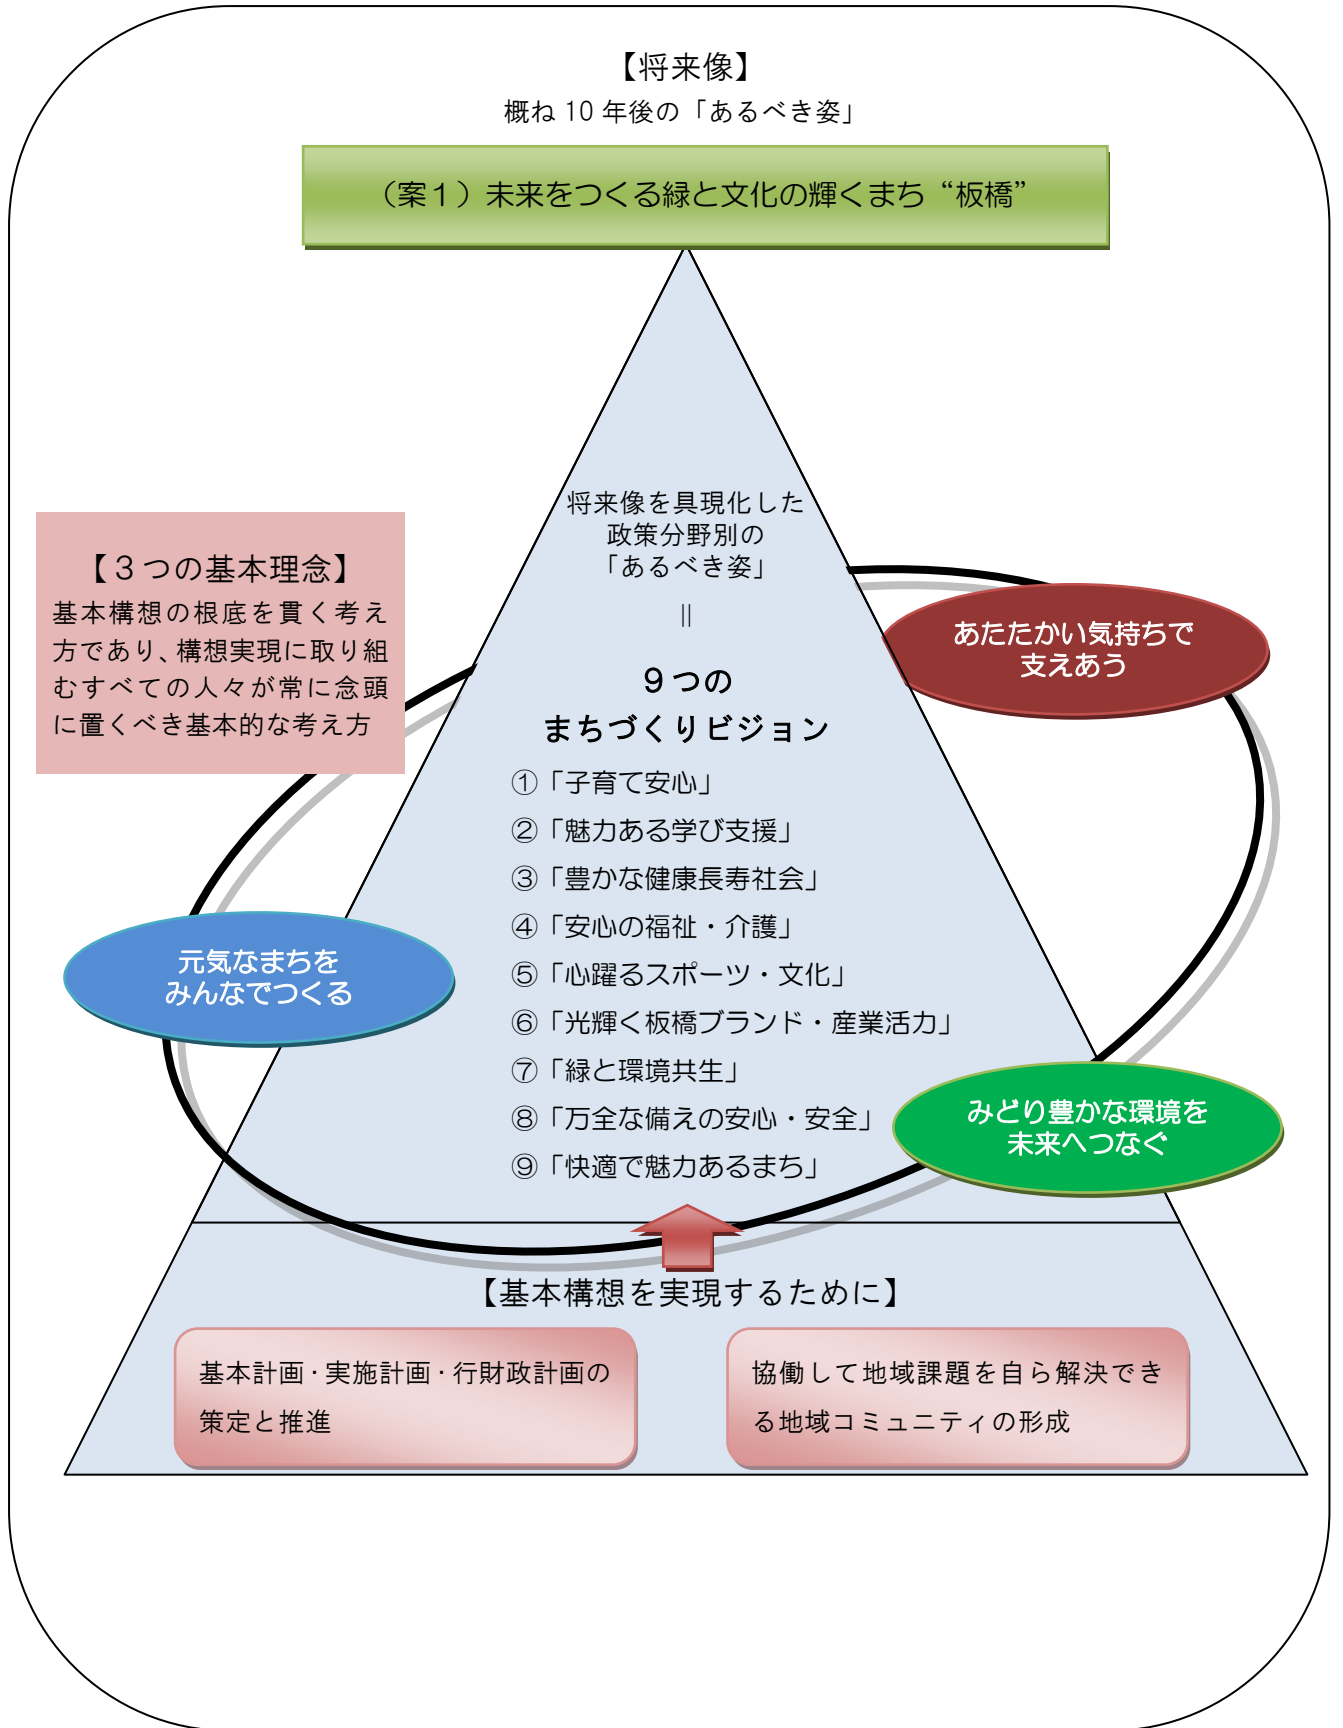 【将来像】
概ね 10 年後の「あるべき姿」
（案１）未来をつくる緑と文化の輝くまち“板橋”
将来像を具現化した
政策分野別の
「あるべき姿」
॥
９つの
まちづくりビジョン
①「子育て安心」
②「魅力ある学び支援」
③「豊かな健康長寿社会」
④「安心の福祉・介護」
⑤「心躍るスポーツ・文化」
⑥「光輝く板橋ブランド・産業活力」
⑦「緑と環境共生」
⑧「万全な備えの安心・安全」
⑨「快適で魅力あるまち」
【３つの基本理念】
基本構想の根底を貫く考え
方であり、構想実現に取り組
むすべての人々が常に念頭
に置くべき基本的な考え方
あたたかい気持ちで
支えあう
元気なまちを
みんなでつくる
みどり豊かな環境を
未来へつなぐ
【基本構想を実現するために】
基本計画・実施計画・行財政計画の
策定と推進
協働して地域課題を自ら解決でき
る地域コミュニティの形成